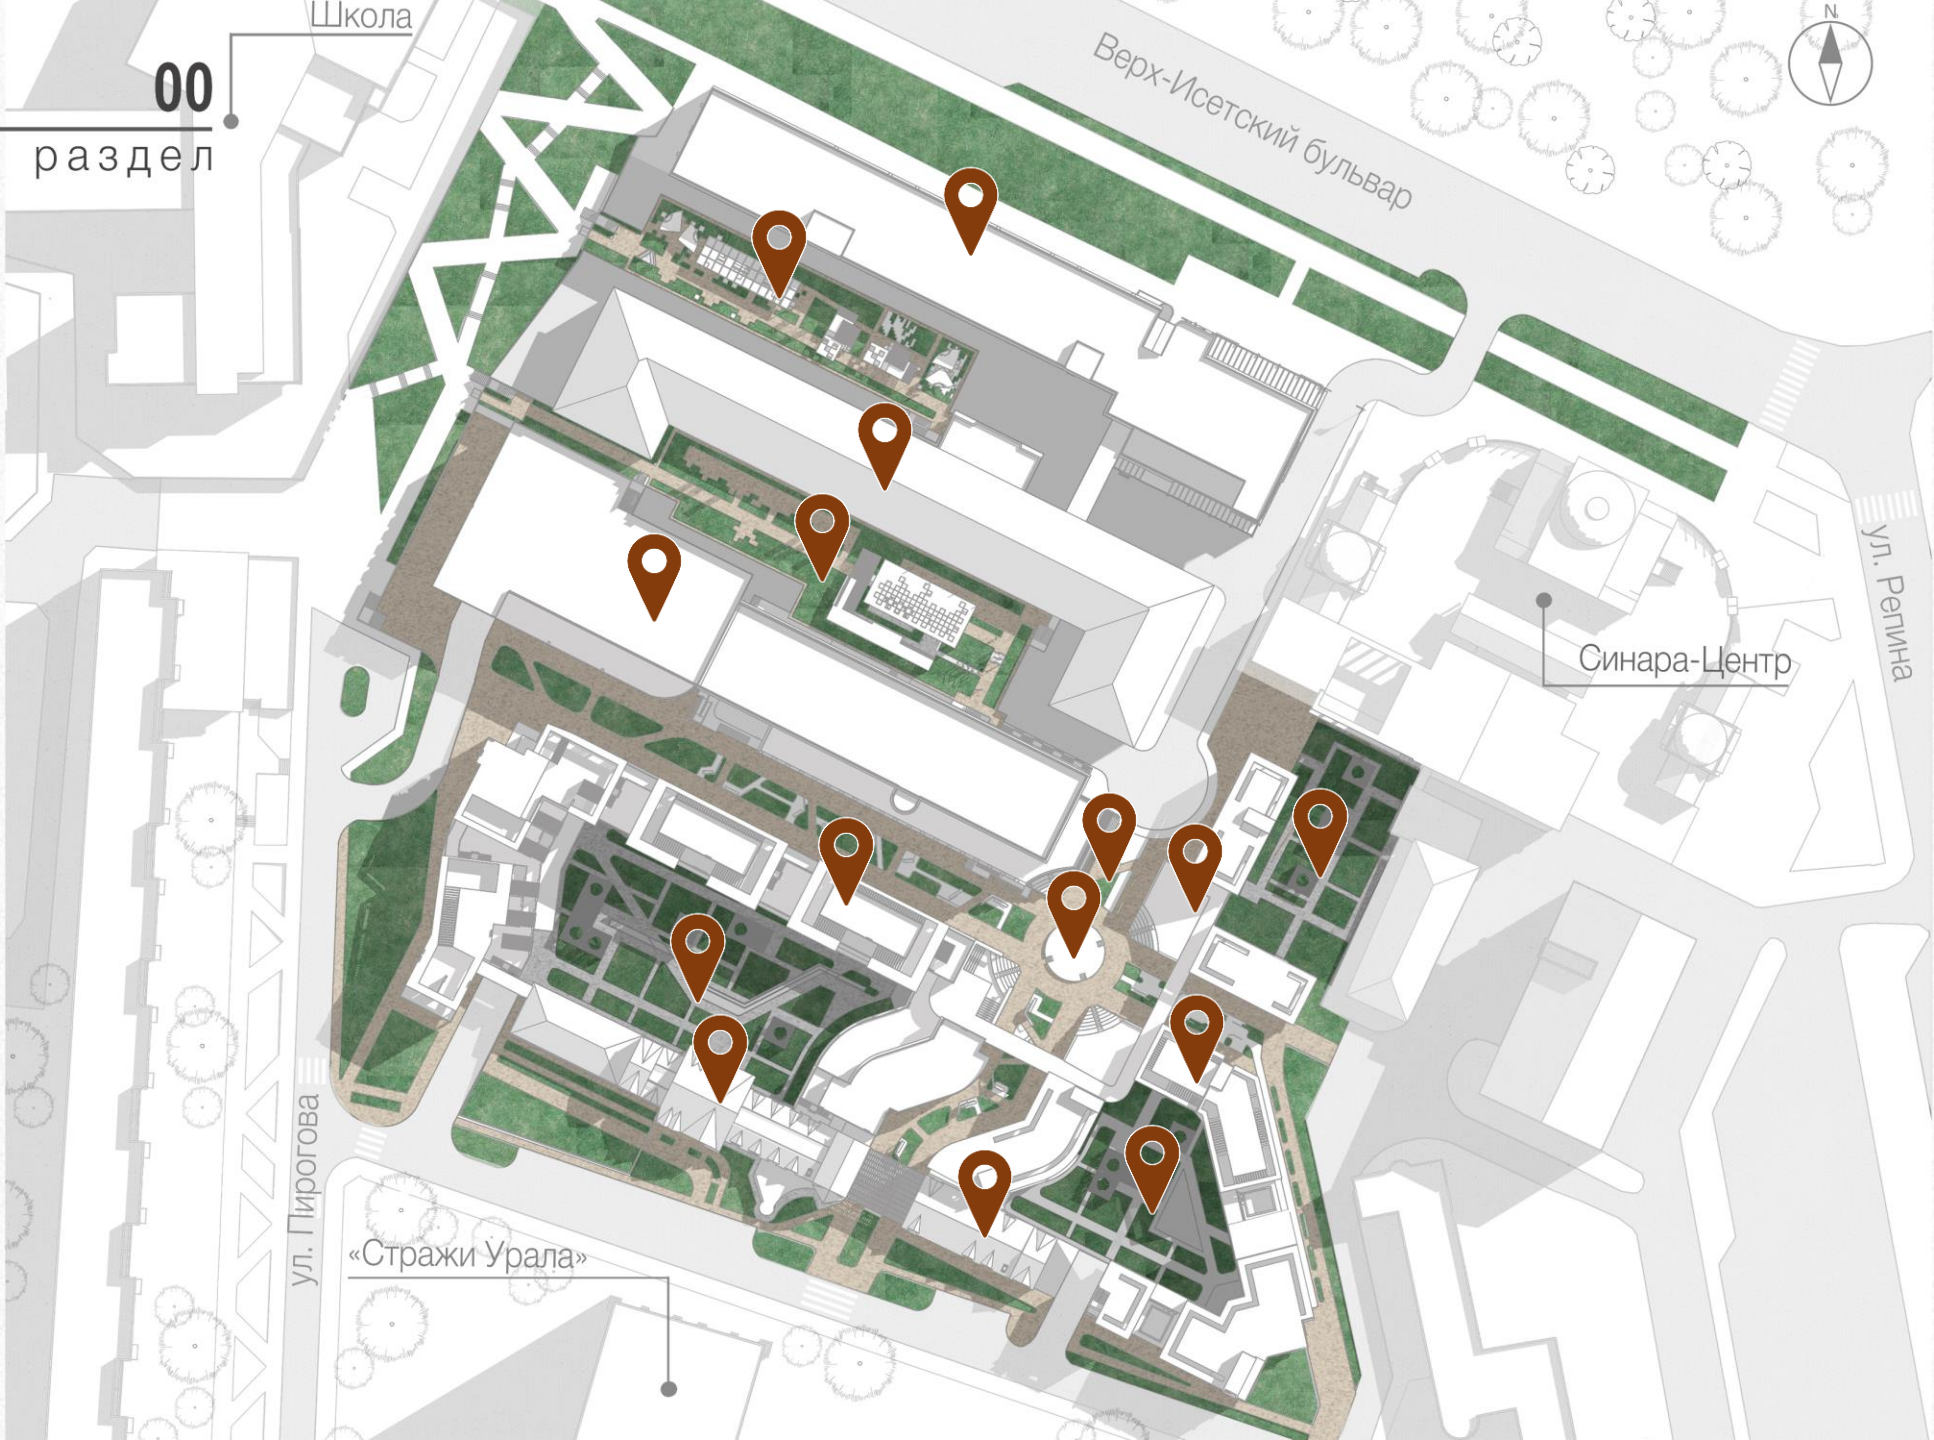 Школа
00
раздел
N
Верх-Исетский бульвар
ул. Репина
Синара-Центр
ул. Пирогова
«Стражи Урала»